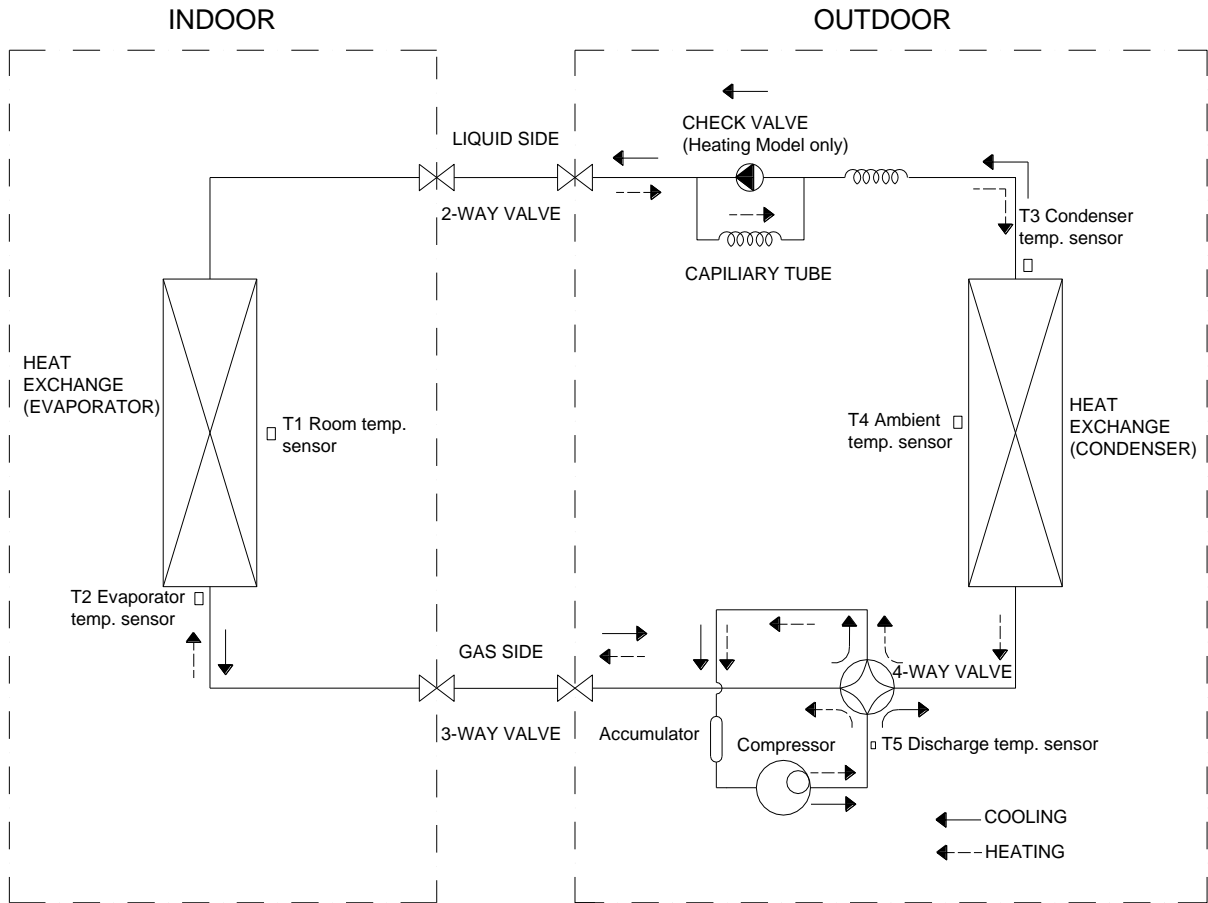 INDOOR
OUTDOOR
LIQUID SIDE
CHECK VALVE
(Heating Model only)
2-WAY VALVE
T3 Condenser
temp. sensor
CAPILIARY TUBE
HEAT
EXCHANGE
(EVAPORATOR)
T1 Room temp.
sensor
T4 Ambient
temp. sensor
HEAT
EXCHANGE
(CONDENSER)
T2 Evaporator
temp. sensor
GAS SIDE
4-WAY VALVE
3-WAY VALVE
Accumulator
Compressor
T5 Discharge temp. sensor
COOLING
HEATING